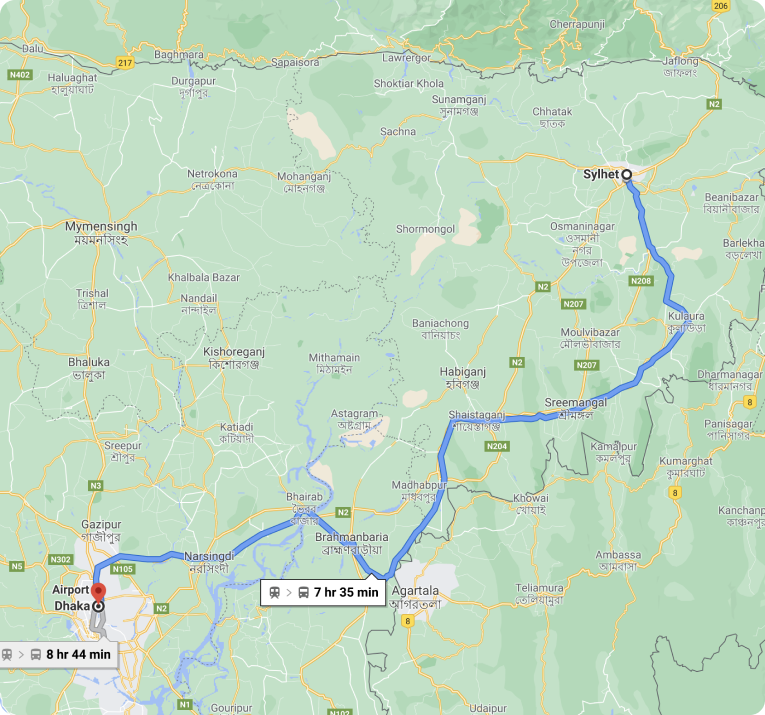 206
Cherrapunji
Dalu
Baghmara
217
Sapaisora
Lawrergor
Jaflong
জাফলং
N402
Haluaghat
হালুয়াঘাট
Durgapur
দুর্গাপুর
Shoktiar Khola
Sunamganj
সুনামগঞ্জ
N2
Chhatak
ছাতক
Sachna
Netrokona
নেত্রকোনা
Mohanganj
মোহনগঞ্জ
Sylhet
Beanibazar
বিয়ানীবাজার
Mymensingh
ময়মনসিংহ
Shormongol
Osmaninagar
ওসমানী
নগর
উপজেলা
Barlekha
বড়লেখা
Khalbala Bazar
N208
N2
N207
Trishal
ত্রিশাল
Nandail
নান্দাইল
Kulaura
কুলাউড়া
Baniachong
বানিয়াচং
Moulvibazar
মৌলভীবাজার
Kishoreganj
কিশোরগঞ্জ
Mithamain
মিঠামইন
Bhaluka
ভালুকা
N2
N207
Habiganj
হবিগঞ্জ
Dharmanagar
ধারমানগর
8
Sreemangal
শ্রীমঙ্গল
Astagram
অষ্টগ্রাম
Shaistaganj
শায়েস্তাগঞ্জ
Katiadi
কটিয়াদী
Panisagar
পানিসাগর
Sreepur
শ্রীপুর
N204
Kamalpur
কমলপুর
Kumarghat
কুমারঘাট
N3
Madhabpur
মাধবপুর
8
Khowai
খোয়াই
Bhairab
ভৈরব
বাজার
N2
Kanchanp
কাঞ্চনপু
Gazipur
গাজীপুর
Brahmanbaria
ব্রাহ্মণবাড়ীয়া
Narsingdi
নরসিংদী
N302
N5
N105
Ambassa
আমবাসা
Airport
Dhaka
7 hr 35 min
Agartala
আগরতলা
Teliamura
তেলিয়ামুরা
N2
8
8 hr 44 min
N1
Gouripur
N102
Udaipur